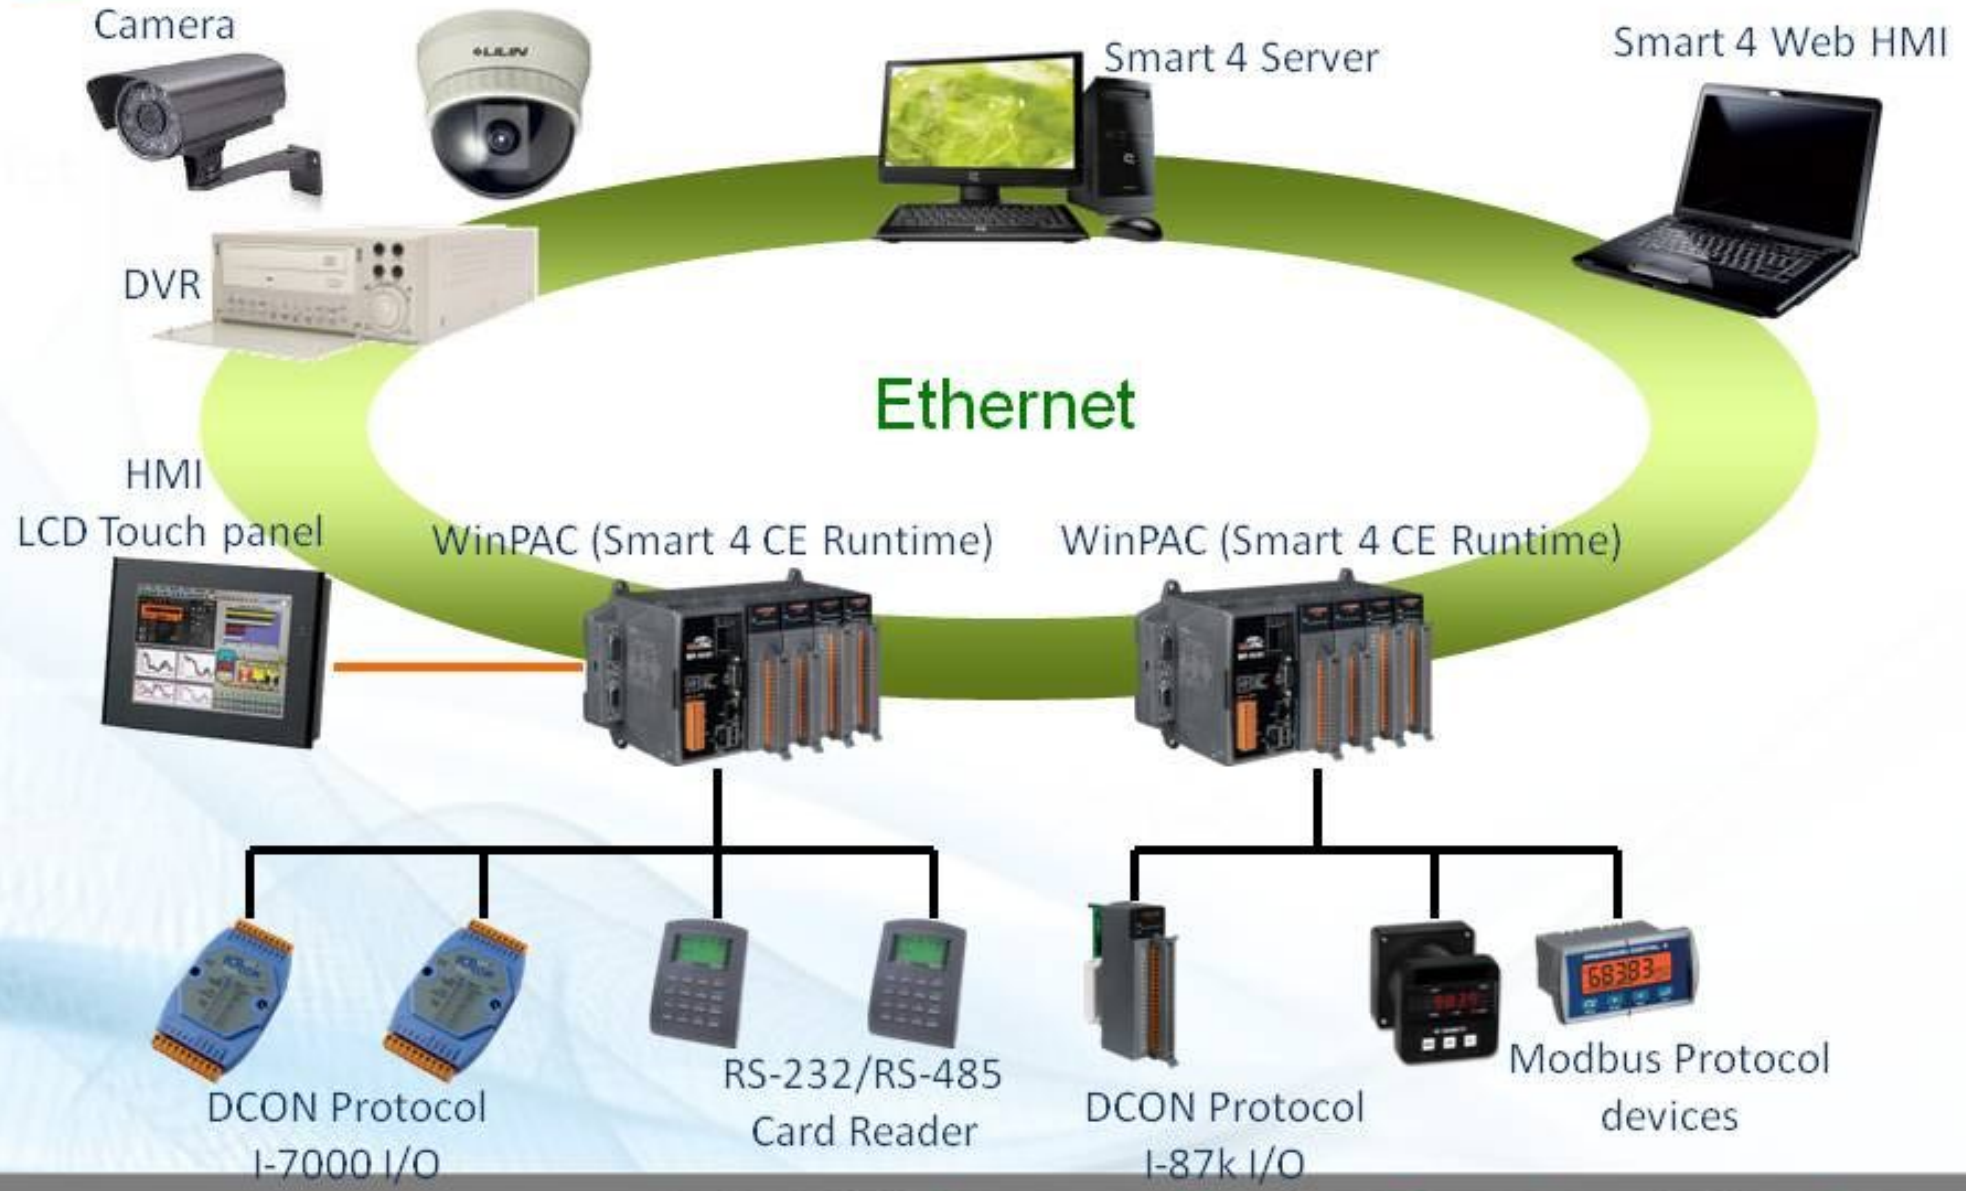 Camera
LILIN
Smart 4 Server
Smart 4 Web HMI
DVR
Ethernet
HMI
LCD Touch panel
WinPAC (Smart 4 CE Runtime)
WinPAC (Smart 4 CE Runtime)
68383
RS-232/RS-485
Card Reader
DCON Protocol
I-7000 I/O
DCON Protocol
I-87k I/O
Modbus Protocol
devices